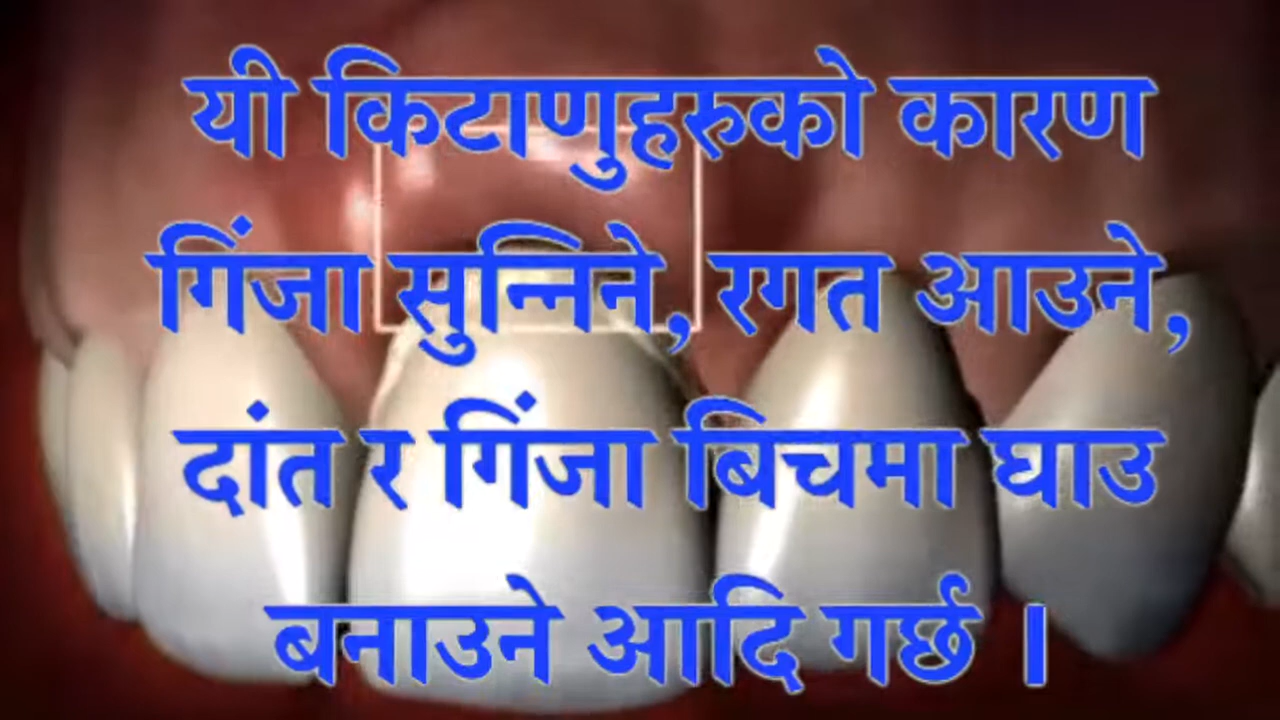 यी किटाणुहरुको कारण
गिंजा सुन्निने, रगत आउने,
दांत र गिंजा बिचमा घाउ
बनाउने आदि गर्छ ।